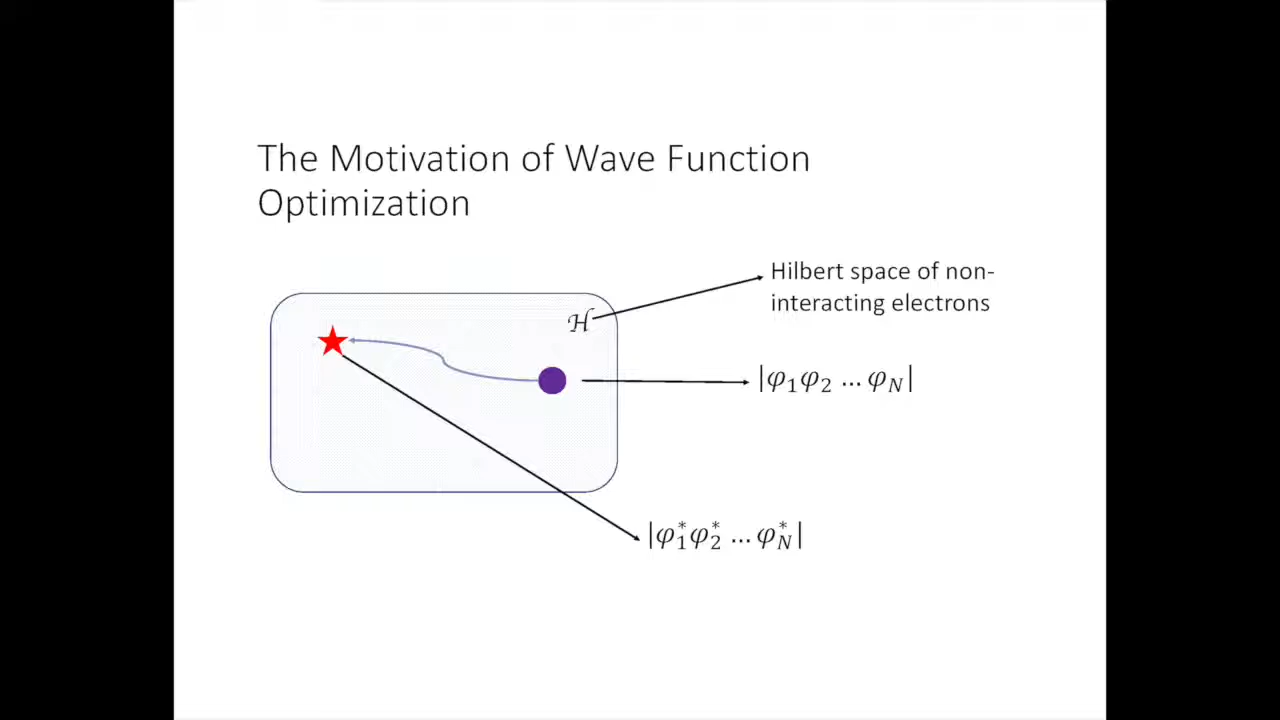 The Motivation of Wave Function
Optimization
Hilbert space of non-
interacting electrons
ℋ
|φ₁φ₂ … φ_N|
|φ₁*φ₂* … φ_N*|